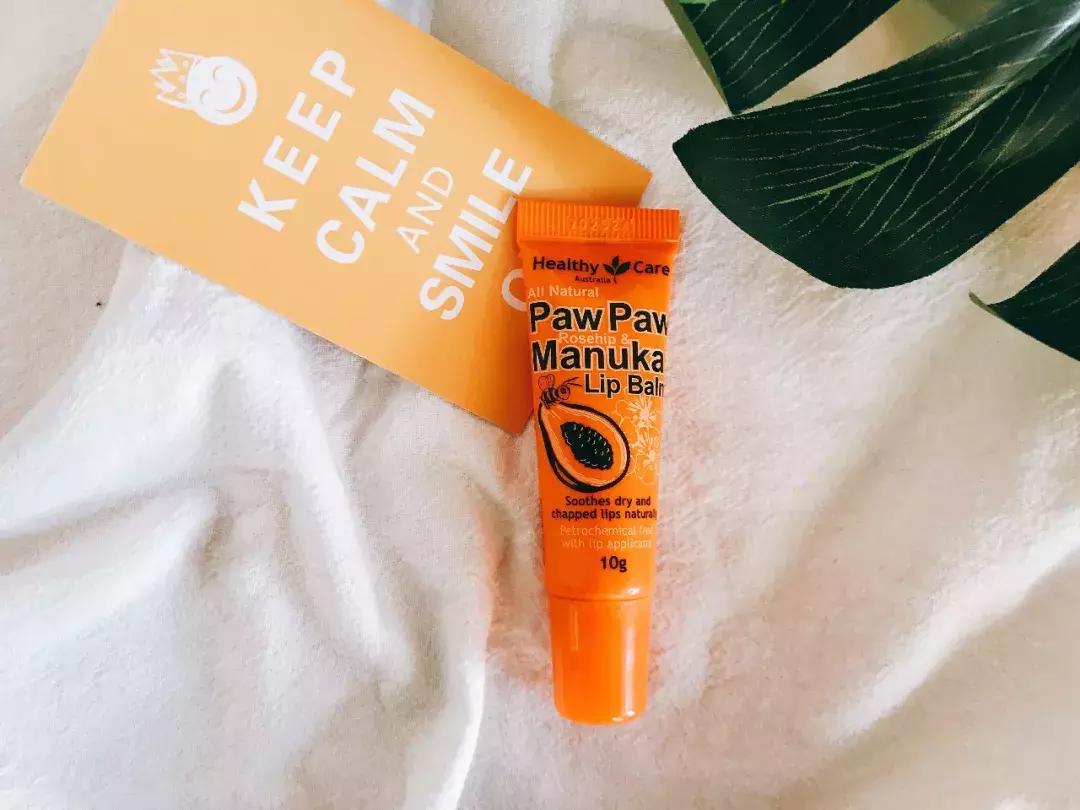 KEEP
CALM
AND
SMILE
Healthy Care
Australia
All Natural
Paw Paw
Rosehip &
Manuka
Lip Balm
Soothes dry and
chapped lips naturally
Petrochemical free
with lip applicator
10g